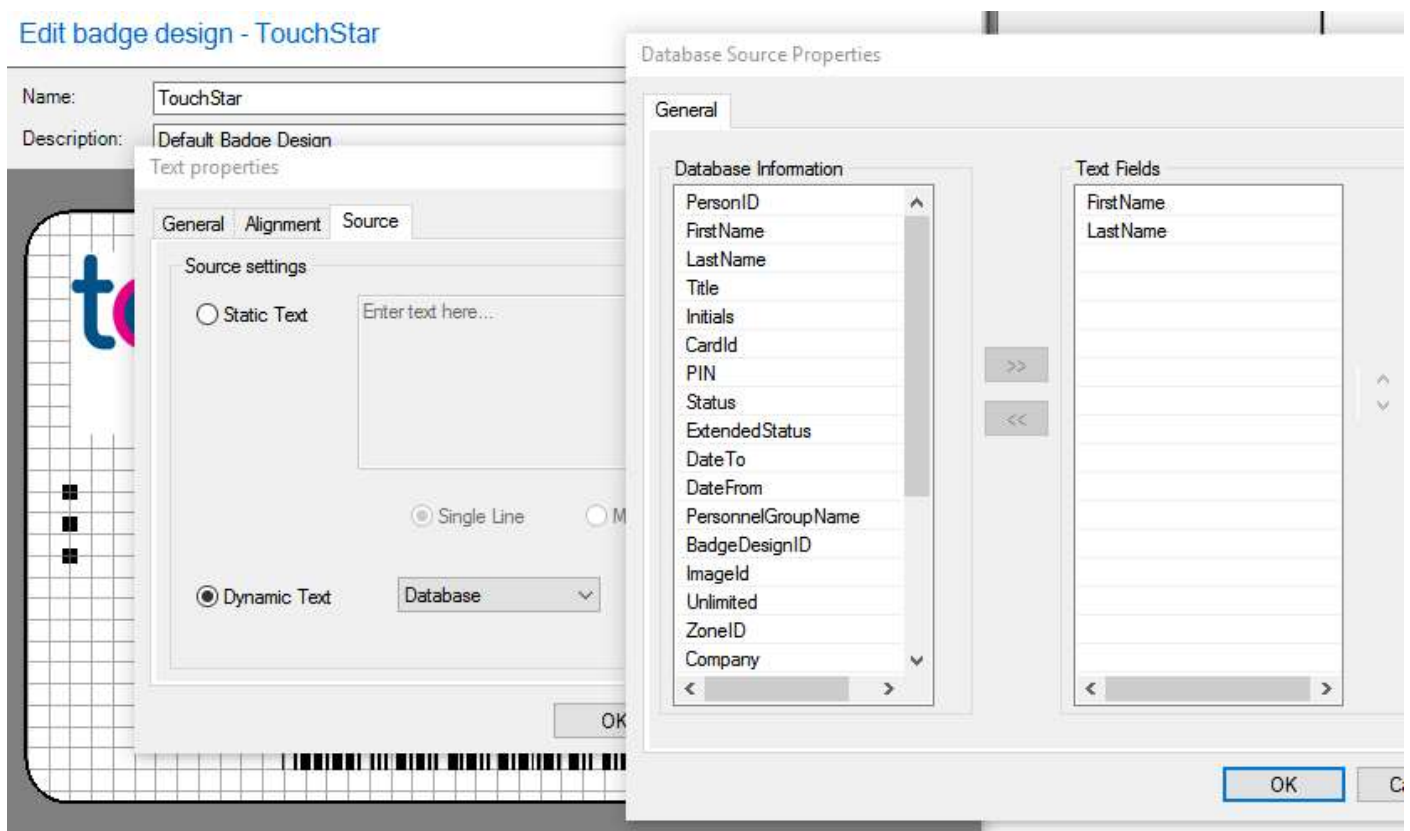 Edit badge design - TouchStar
Name:
TouchStar
Description:
Default Badge Design
Text properties
General
Alignment
Source
Source settings
Static Text
Enter text here...
Single Line
M
Dynamic Text
Database
OK
Database Source Properties
General
Database Information
PersonID
FirstName
LastName
Title
Initials
CardId
PIN
Status
ExtendedStatus
DateTo
DateFrom
PersonnelGroupName
BadgeDesignID
ImageId
Unlimited
ZoneID
Company
>>
<<
Text Fields
FirstName
LastName
OK
Ca